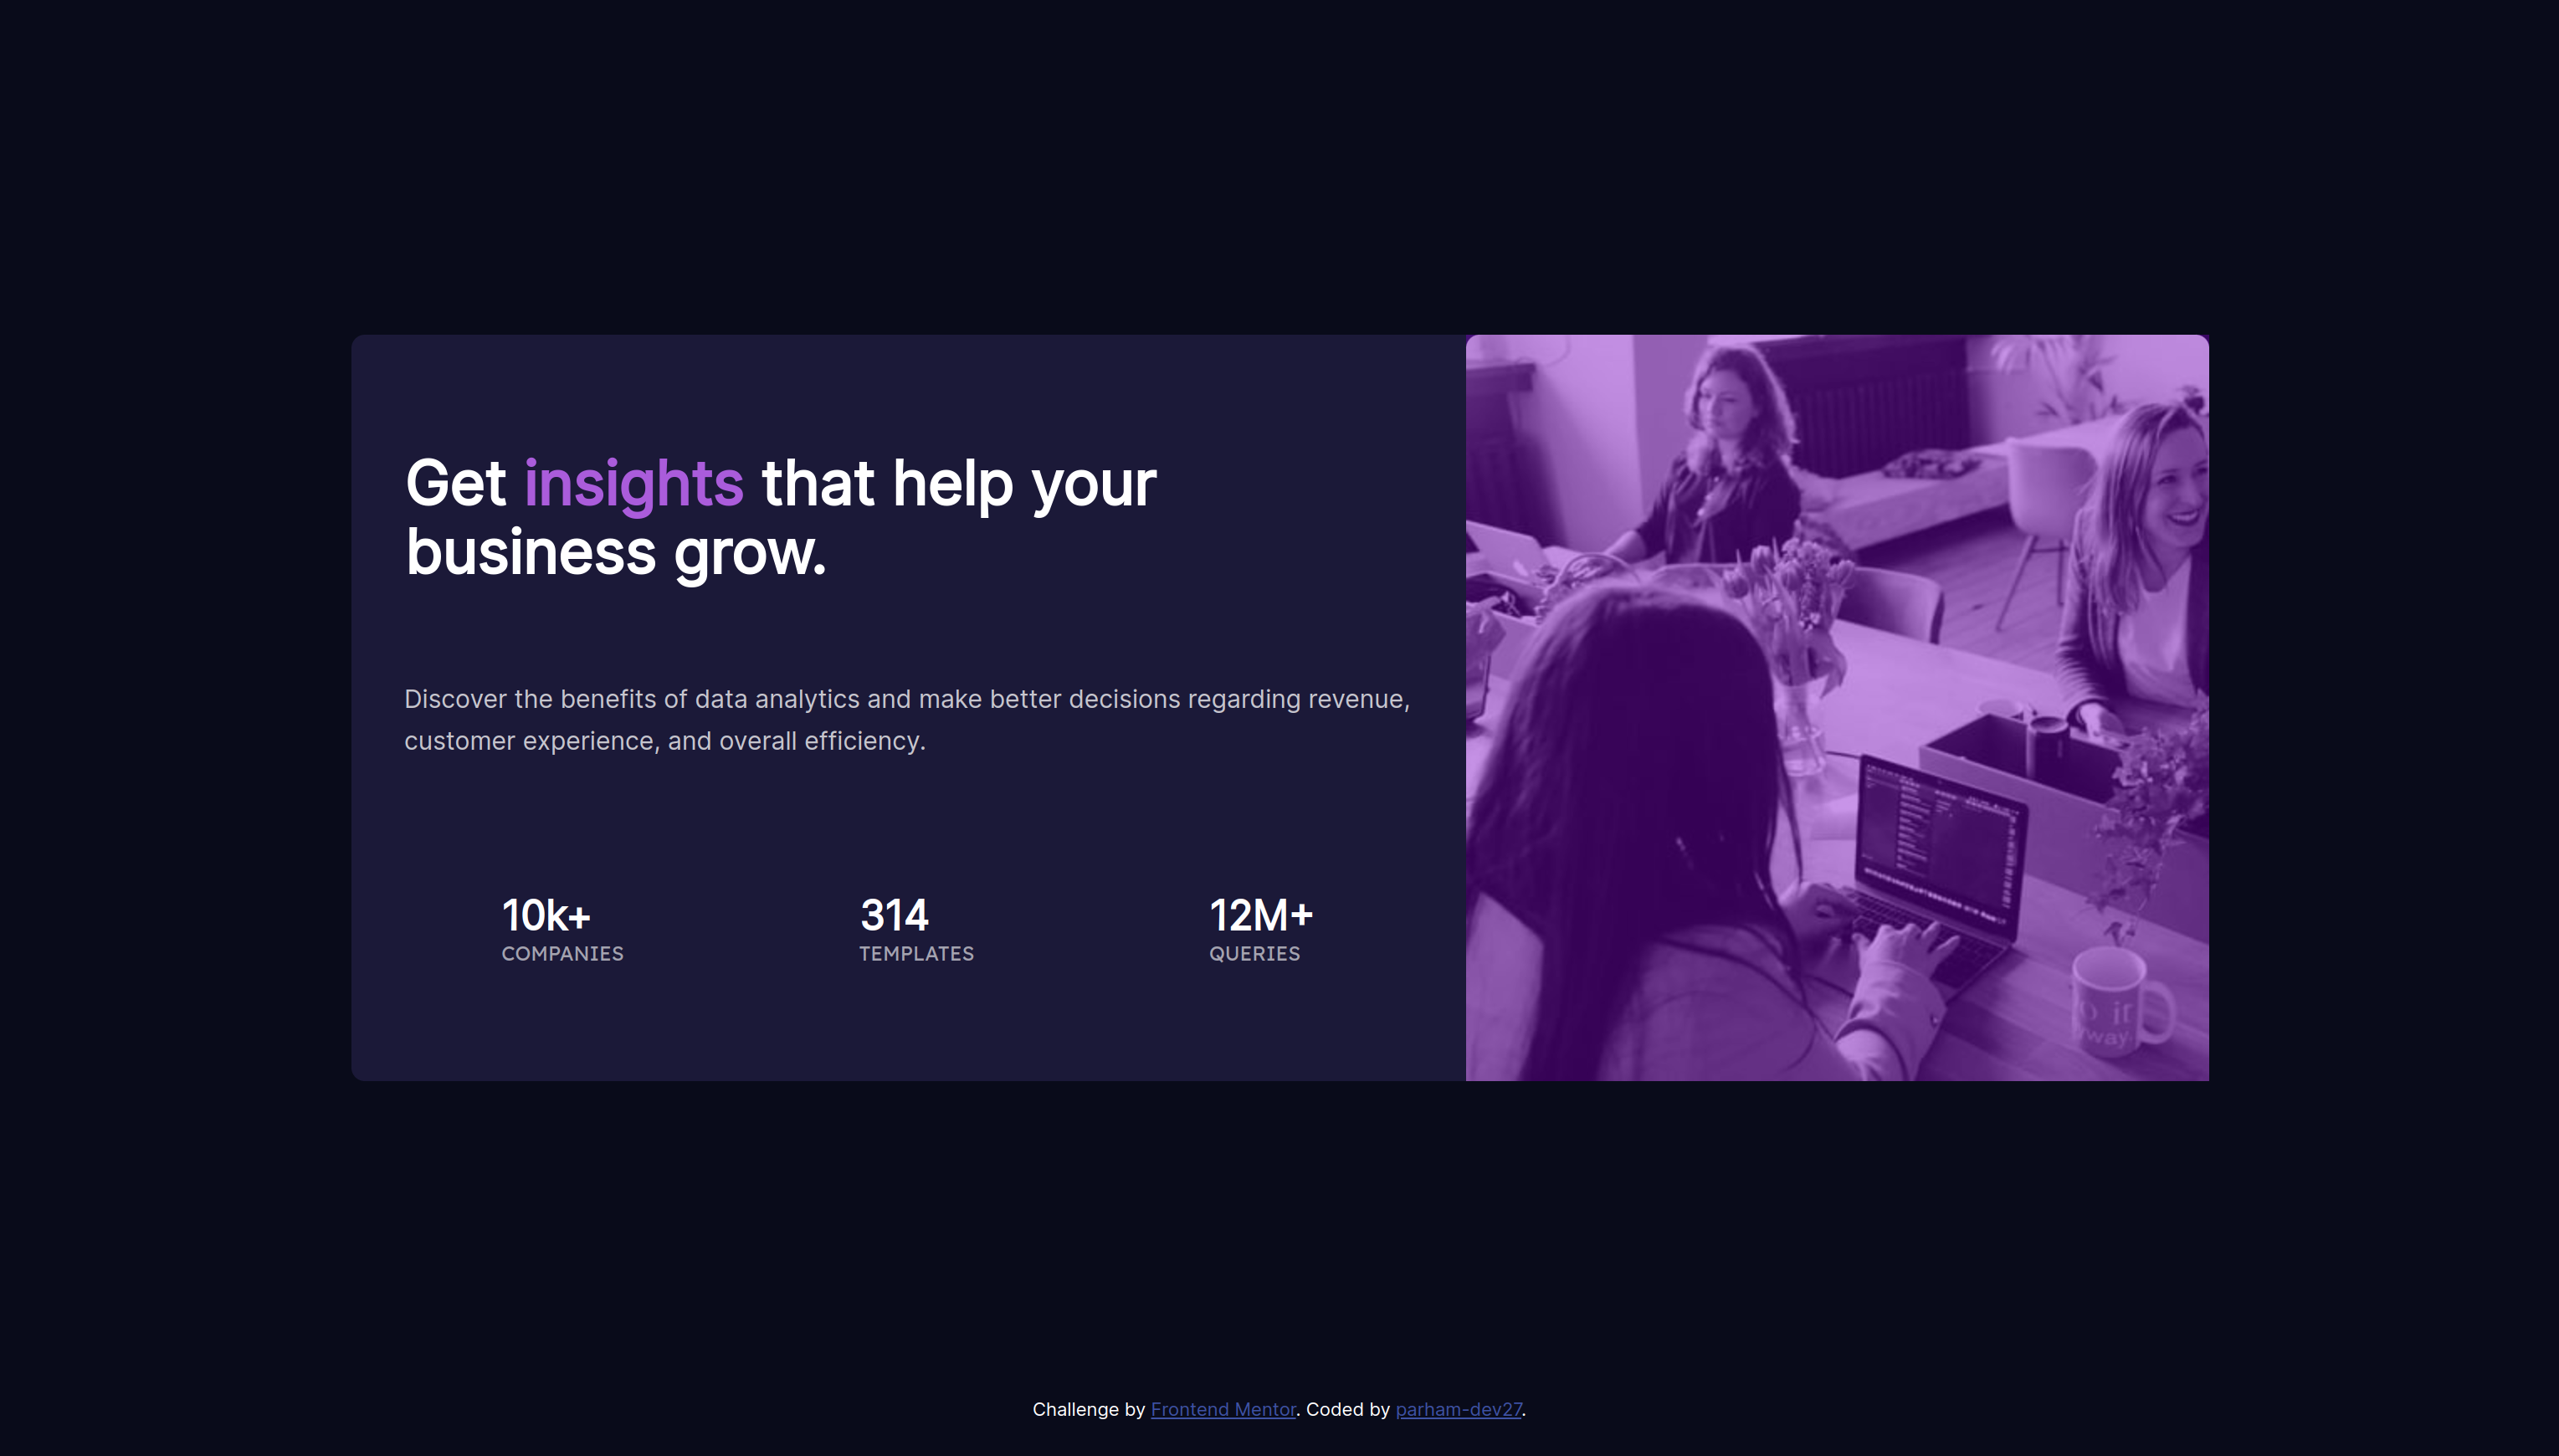 Get insights that help your
business grow.
Discover the benefits of data analytics and make better decisions regarding revenue,
customer experience, and overall efficiency.
10k+
COMPANIES
314
TEMPLATES
12M+
QUERIES
Challenge by Frontend Mentor. Coded by parham-dev27.